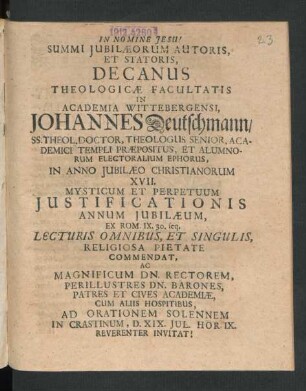 IN NOMINE JESU!
SUMMI JUBILÆORUM AUTORIS,
ET STATORIS,
DECANUS
THEOLOGICÆ FACULTATIS
IN
ACADEMIA WITTEBERGENSI,
JOHANNES Deutschmann/
SS. THEOL. DOCTOR, THEOLOGUS SENIOR, ACA-
DEMICI TEMPLI PRÆPOSITUS, ET ALUMNO-
RUM ELECTORALIUM EPHORUS,
IN ANNO JUBILÆO CHRISTIANORUM
XVII.
MYSTICUM ET PERPETUUM
JUSTIFICATIONIS
ANNUM JUBILÆUM,
EX ROM. IX. 30. seq.
LECTURIS OMNIBUS, ET SINGULIS,
RELIGIOSA PIETATE
COMMENDAT,
AC
MAGNIFICUM DN. RECTOREM,
PERILLUSTRES DN. BARONES,
PATRES ET CIVES ACADEMIÆ,
CUM ALIIS HOSPITIBUS,
AD ORATIONEM SOLENNEM
IN CRASTINUM, D. XIX. JUL. HOR. IX.
REVERENTER INVITAT!